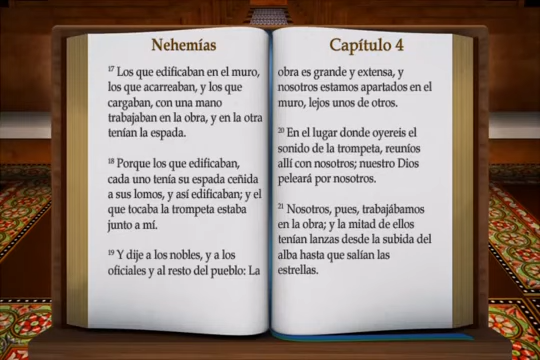 Nehemías
17 Los que edificaban en el muro,
los que acarreaban, y los que
cargaban, con una mano
trabajaban en la obra, y en la otra
tenían la espada.
18 Porque los que edificaban,
cada uno tenía su espada ceñida
a sus lomos, y así edificaban; y el
que tocaba la trompeta estaba
junto a mí.
19 Y dije a los nobles, y a los
oficiales y al resto del pueblo: La
Capítulo 4
obra es grande y extensa, y
nosotros estamos apartados en el
muro, lejos unos de otros.
20 En el lugar donde oyereis el
sonido de la trompeta, reuníos
allí con nosotros; nuestro Dios
peleará por nosotros.
21 Nosotros, pues, trabajábamos
en la obra; y la mitad de ellos
tenían lanzas desde la subida del
alba hasta que salían las
estrellas.